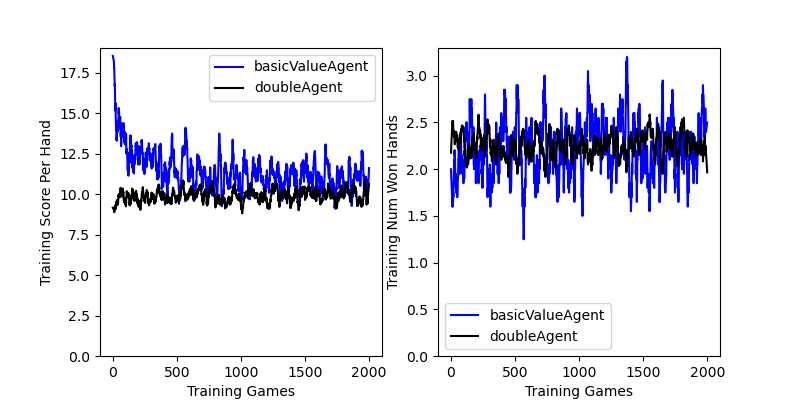 Training Score Per Hand
17.5
15.0
12.5
10.0
7.5
5.0
2.5
0.0
0 500 1000 1500 2000
Training Games
basicValueAgent
doubleAgent
Training Num Won Hands
3.0
2.5
2.0
1.5
1.0
0.5
0.0
0 500 1000 1500 2000
Training Games
basicValueAgent
doubleAgent